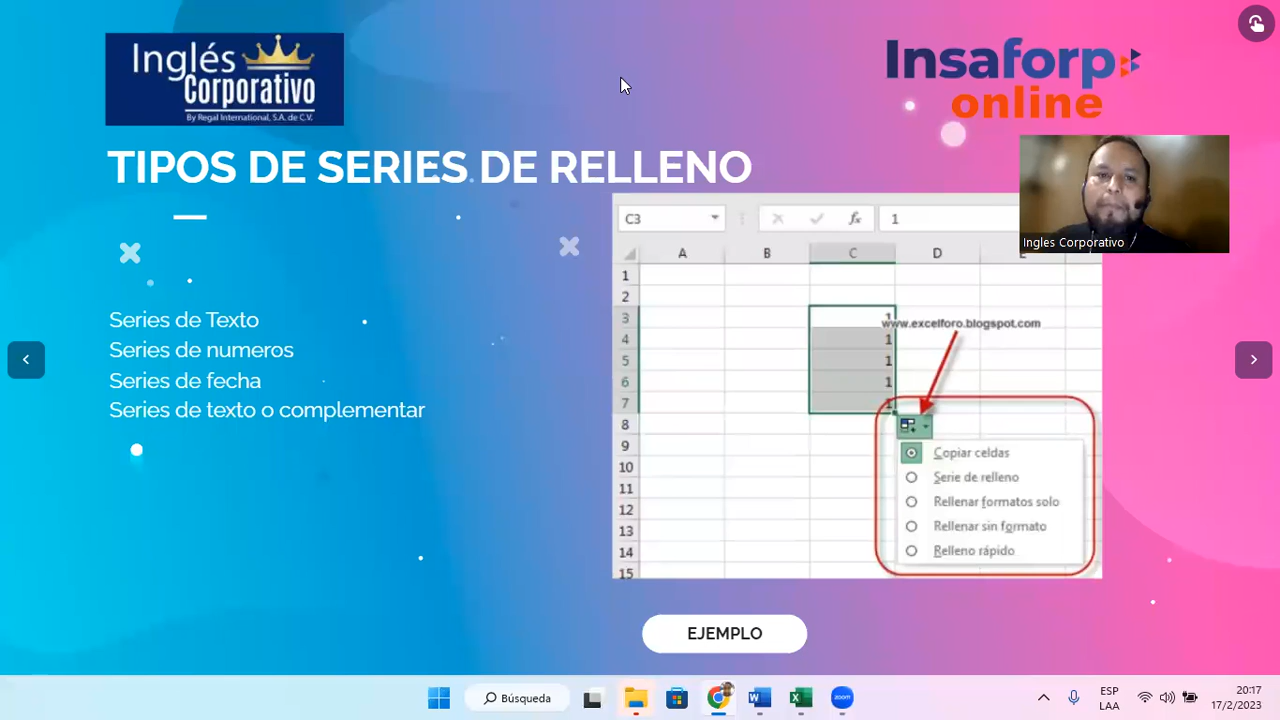 Inglés
Corporativo
By Regal International, S.A. de C.V.
Insaforp
online
TIPOS DE SERIES DE RELLENO
Ingles Corporativo
Series de Texto
Series de numeros
Series de fecha
Series de texto o complementar
C3 fx 1
A B C D E
1
2
3 1
www.excelforo.blogspot.com
4 1
5 1
6 1
7 1
8
9
10
11
12
13
14
15
Copiar celdas
Serie de relleno
Rellenar formatos solo
Rellenar sin formato
Relleno rápido
EJEMPLO
Búsqueda
zoom
ESP
LAA
20:17
17/2/2023